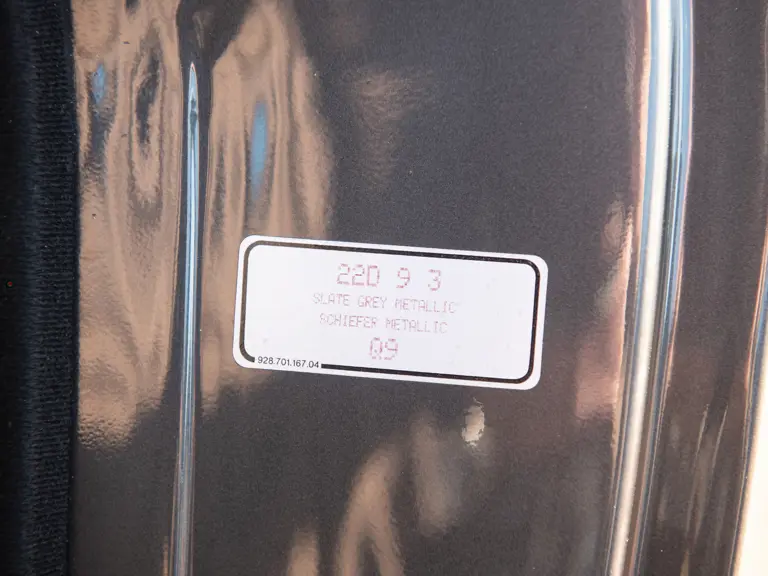 22D 9 3
SLATE GREY METALLIC
SCHIEFER METALLIC
Q9
928.701.167.04